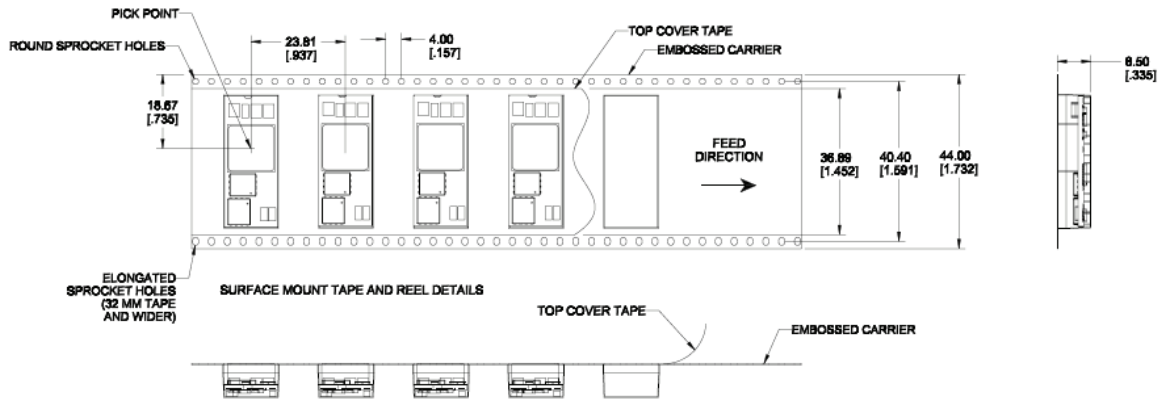 PICK POINT
ROUND SPROCKET HOLES
23.81
[.937]
4.00
[.157]
TOP COVER TAPE
EMBOSSED CARRIER
8.50
[.335]
18.67
[.735]
FEED
DIRECTION
36.89
[1.452]
40.40
[1.591]
44.00
[1.732]
ELONGATED
SPROCKET HOLES
(32 MM TAPE
AND WIDER)
SURFACE MOUNT TAPE AND REEL DETAILS
TOP COVER TAPE
EMBOSSED CARRIER